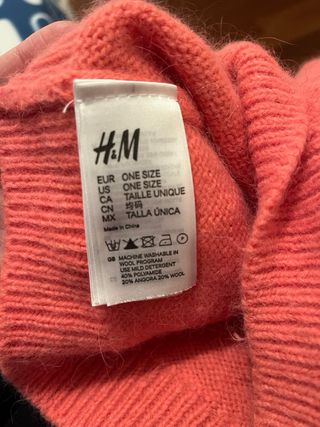 H&M
EUR ONE SIZE
US ONE SIZE
CA TAILLE UNIQUE
CN 均码
MX TALLA ÚNICA
Made in China
GB MACHINE WASHABLE IN
WOOL PROGRAM
USE MILD DETERGENT
40% POLYAMIDE
20% ANGORA 20% WOOL